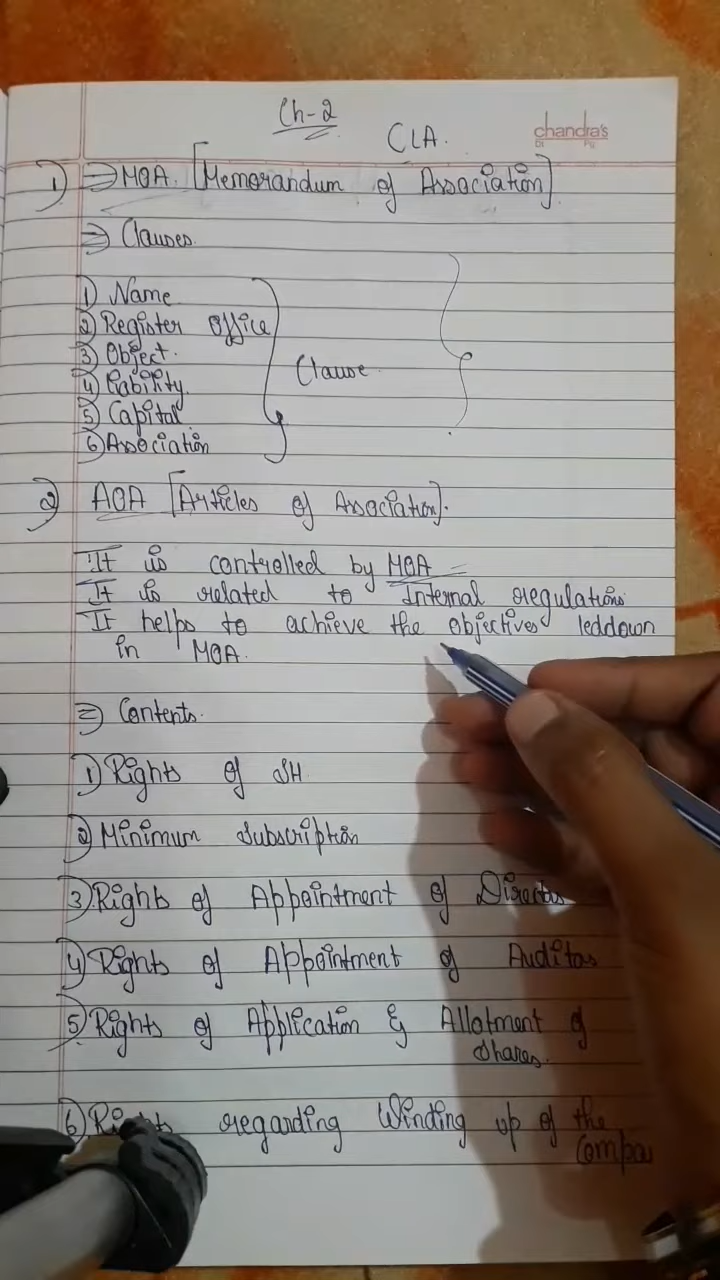 Ch-2
CLA.
chandra's
1) ⇒ MOA. [Memorandum of Association].
⇒ Clauses.
1) Name
2) Register office
3) Object.
4) Liability.
5) Capital
6) Association
Clause.
2) AOA [Articles of Association].
It is controlled by MOA
It is related to Internal regulations
It helps to achieve the objectives leddown
in MOA.
⇒ Contents.
1) Rights of SH.
2) Minimum Subscription
3) Rights of Appointment of Directors
4) Rights of Appointment of Auditors
5) Rights of Application & Allotment of
Shares.
6) Rights regarding Winding up of the